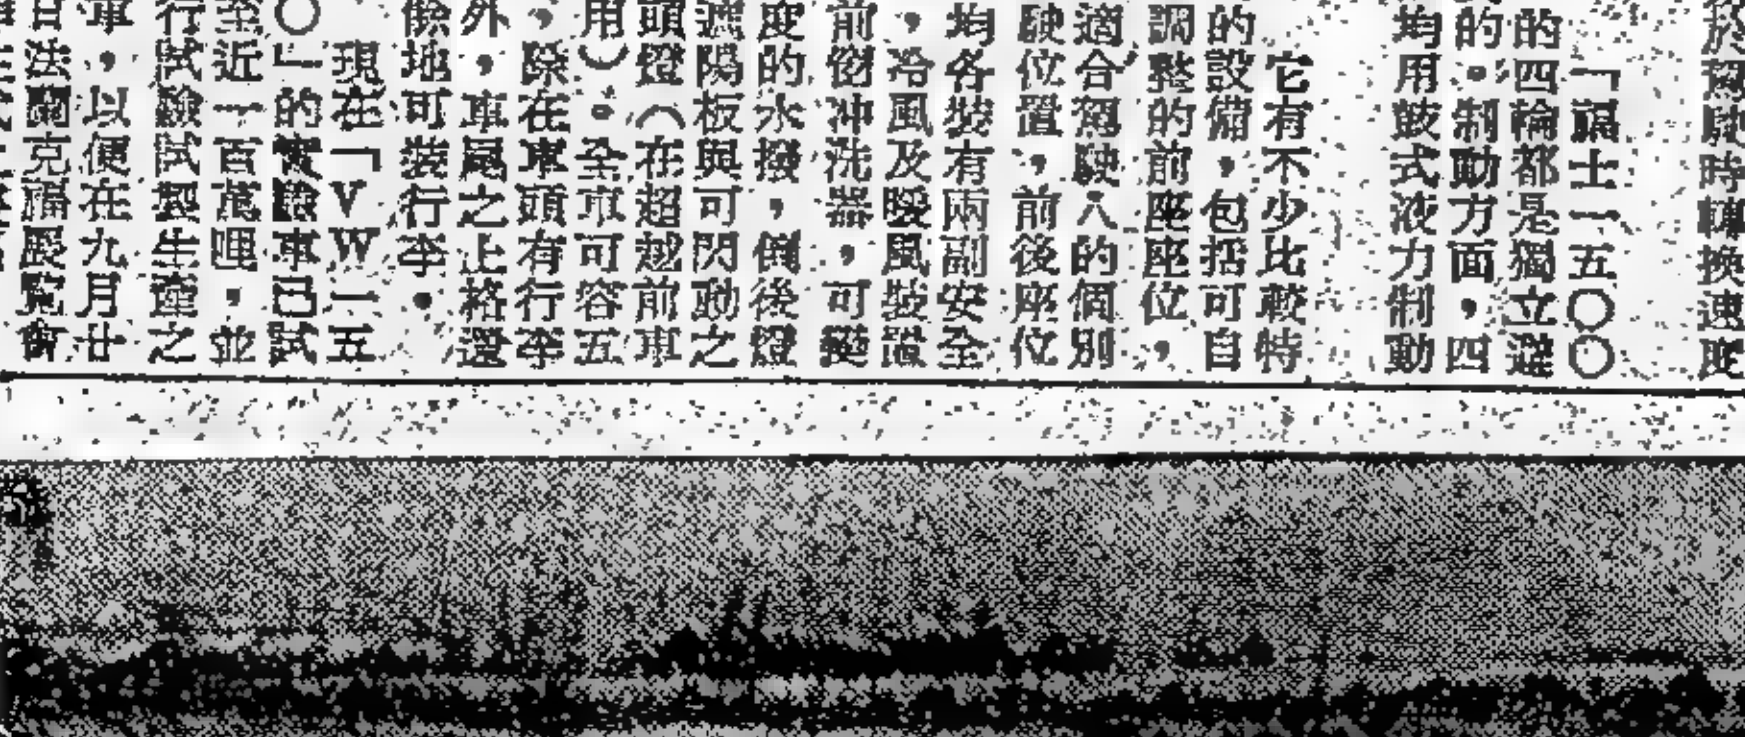 於駕駛時轉換速度
「福士一五〇〇
的四輪都是獨立避
的。制動方面，四
均用鼓式液力制動
它有不少比較特
的設備，包括可自
調整的前座座位，
適合駕駛人的個別
駛位置，前後座位
均各裝有兩副安全
，冷風及暖風裝置
前窗冲洗器，可變
度的水撥，倒後燈
遮陽板與可閃動之
頭燈（在超越前車
用）。全車可容五
，除在車頭有行李
外，車尾之上格還
餘地可裝行李。
現在「VW一五
〇」的實驗車已試
至近一百萬哩，並
行試驗試製生產之
車，以便在九月廿
日法蘭克福展覽會